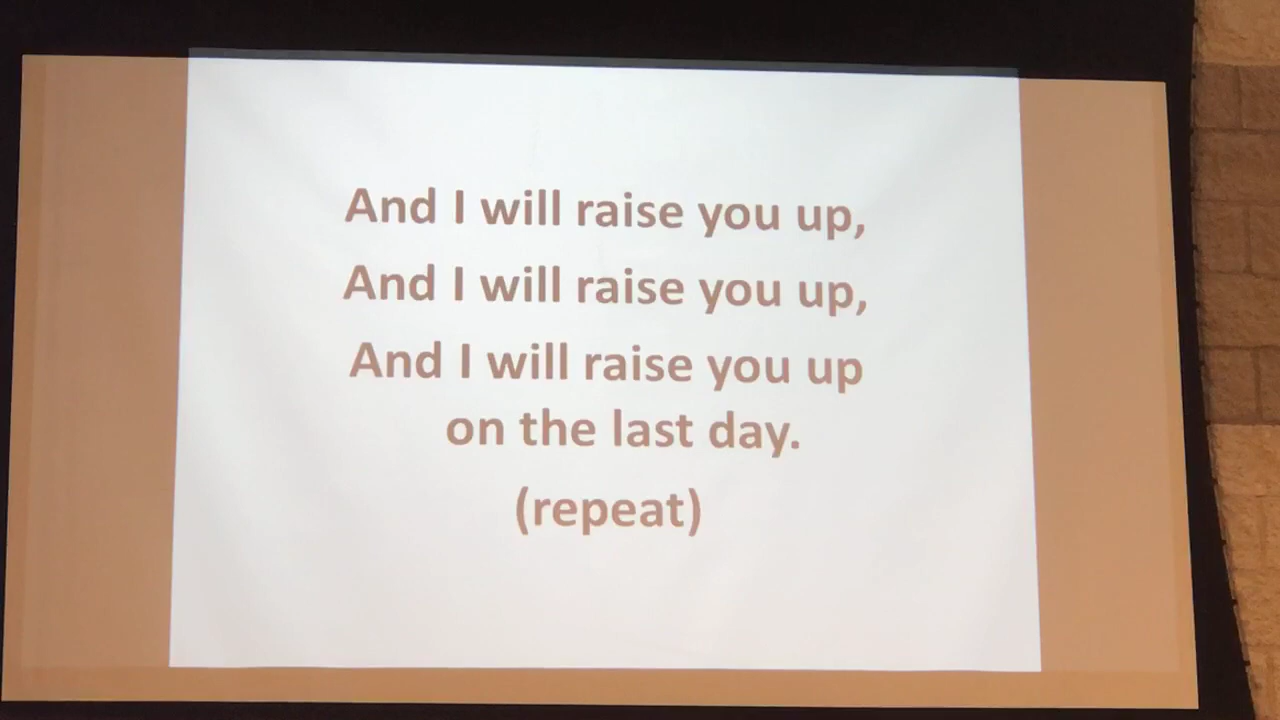 And I will raise you up,
And I will raise you up,
And I will raise you up
on the last day.
(repeat)